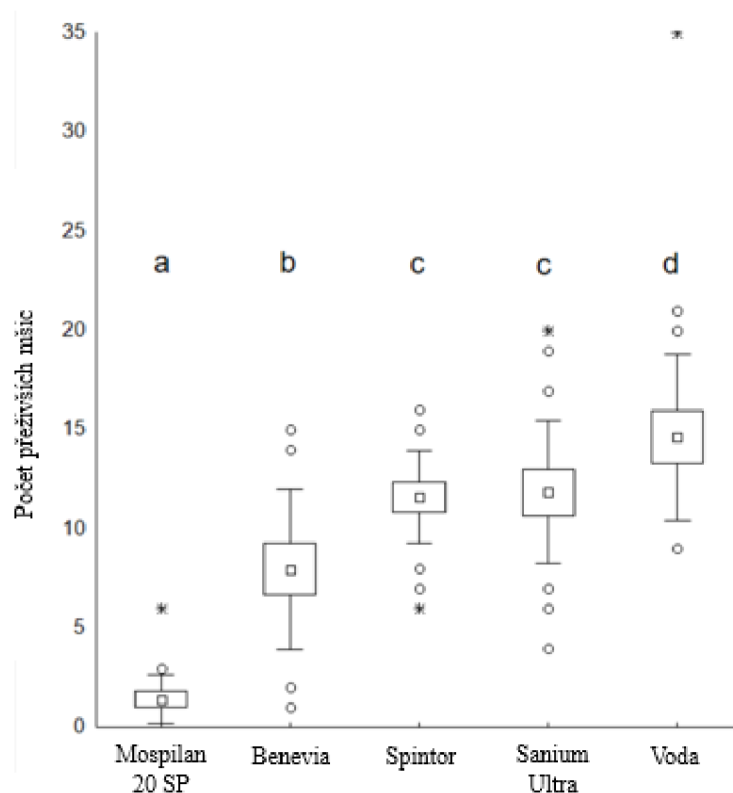 35
30
25
20
15
10
5
0
a b c c d
Počet přeživších mšic
Mospilan
20 SP
Benevia
Spintor
Sanium
Ultra
Voda